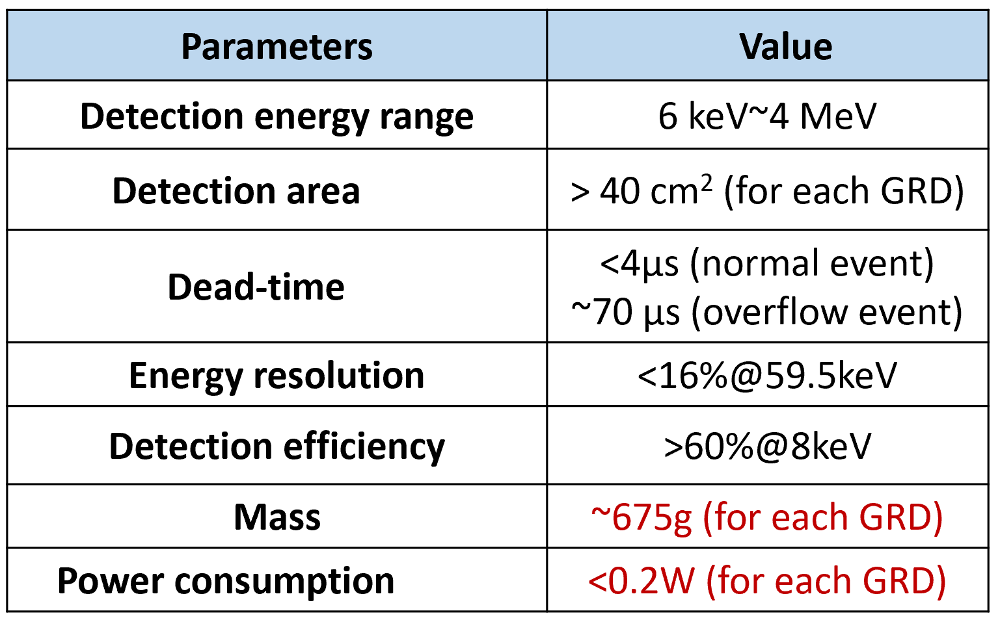 Parameters
Value
Detection energy range
6 keV~4 MeV
Detection area
> 40 cm² (for each GRD)
Dead-time
<4μs (normal event)
~70 μs (overflow event)
Energy resolution
<16%@59.5keV
Detection efficiency
>60%@8keV
Mass
~675g (for each GRD)
Power consumption
<0.2W (for each GRD)